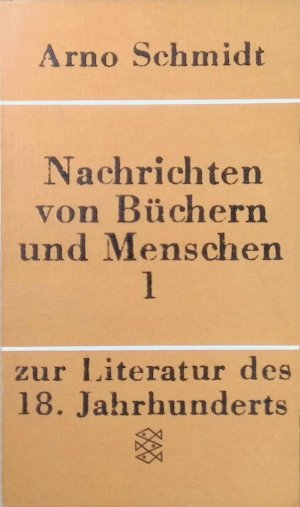 Arno Schmidt
Nachrichten
von Büchern
und Menschen
1
zur Literatur des
18. Jahrhunderts